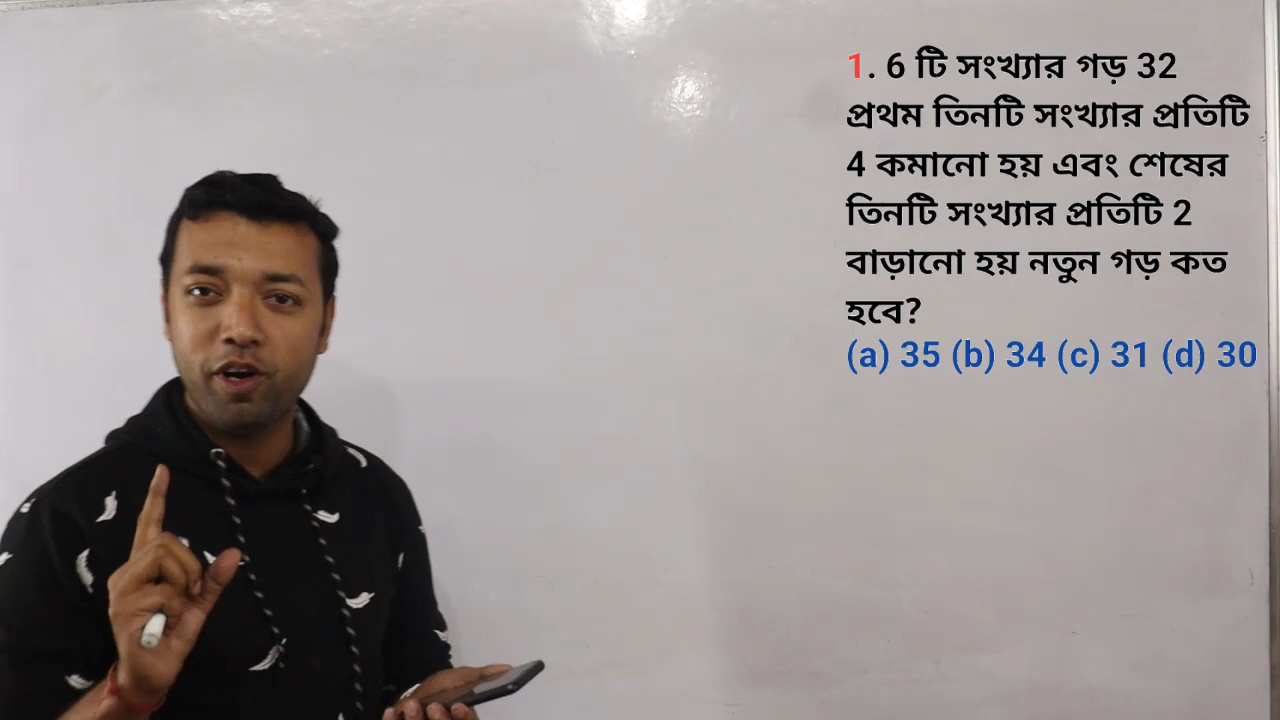 1. 6 টি সংখ্যার গড় 32
প্রথম তিনটি সংখ্যার প্রতিটি
4 কমানো হয় এবং শেষের
তিনটি সংখ্যার প্রতিটি 2
বাড়ানো হয় নতুন গড় কত
হবে?
(a) 35 (b) 34 (c) 31 (d) 30